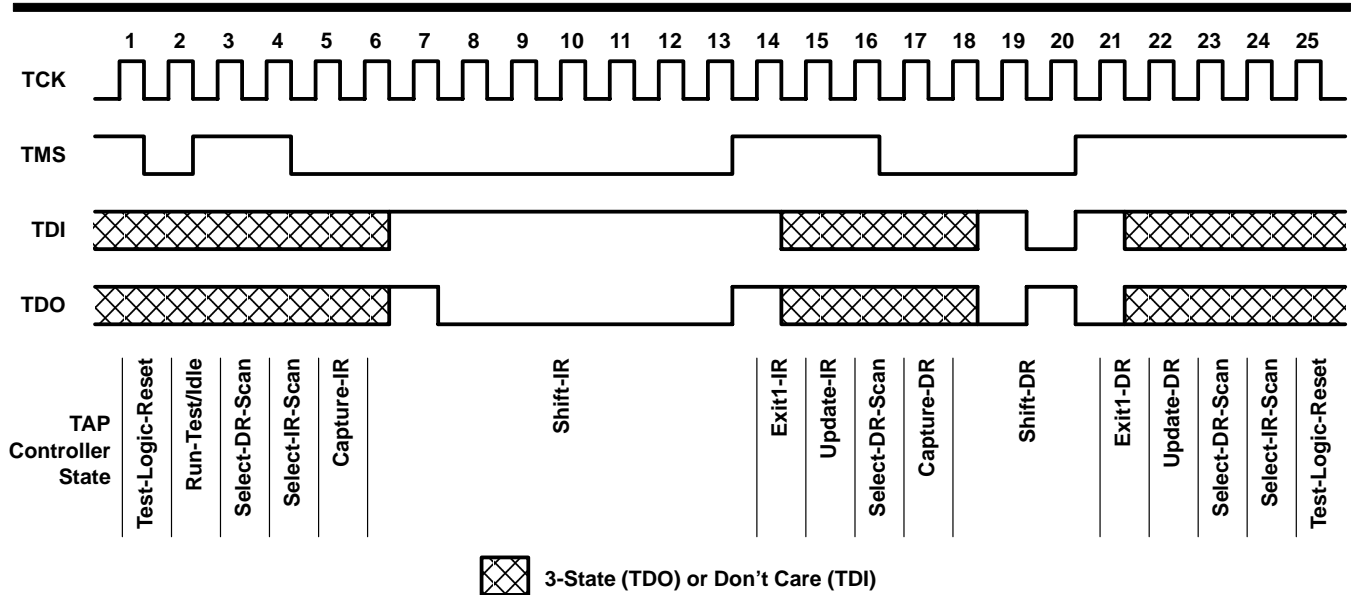 1 2 3 4 5 6 7 8 9 10 11 12 13 14 15 16 17 18 19 20 21 22 23 24 25
TCK
TMS
TDI
TDO
TAP
Controller
State
Test-Logic-Reset
Run-Test/Idle
Select-DR-Scan
Select-IR-Scan
Capture-IR
Shift-IR
Exit1-IR
Update-IR
Select-DR-Scan
Capture-DR
Shift-DR
Exit1-DR
Update-DR
Select-DR-Scan
Select-IR-Scan
Test-Logic-Reset
3-State (TDO) or Don’t Care (TDI)